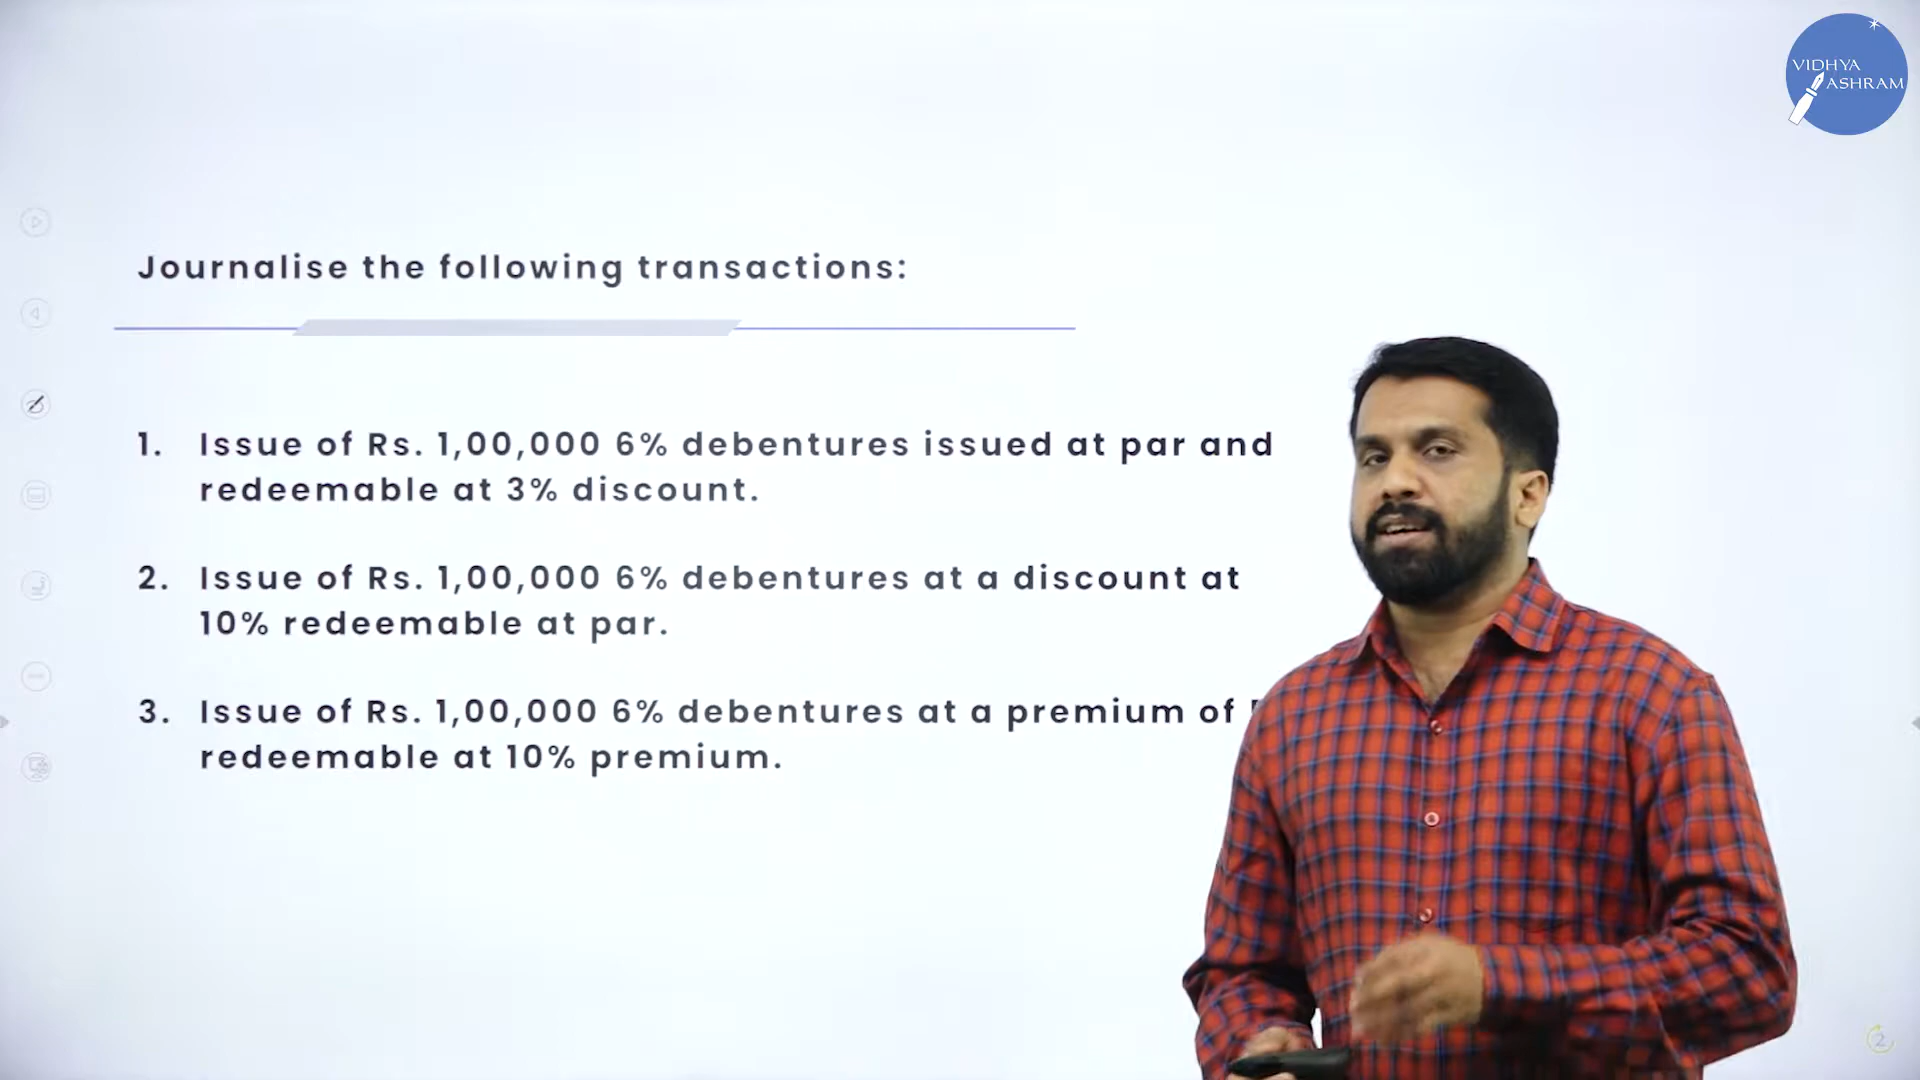 VIDHYA
ASHRAM
Journalise the following transactions:
1. Issue of Rs. 1,00,000 6% debentures issued at par and
redeemable at 3% discount.
2. Issue of Rs. 1,00,000 6% debentures at a discount at
10% redeemable at par.
3. Issue of Rs. 1,00,000 6% debentures at a premium of
redeemable at 10% premium.
2